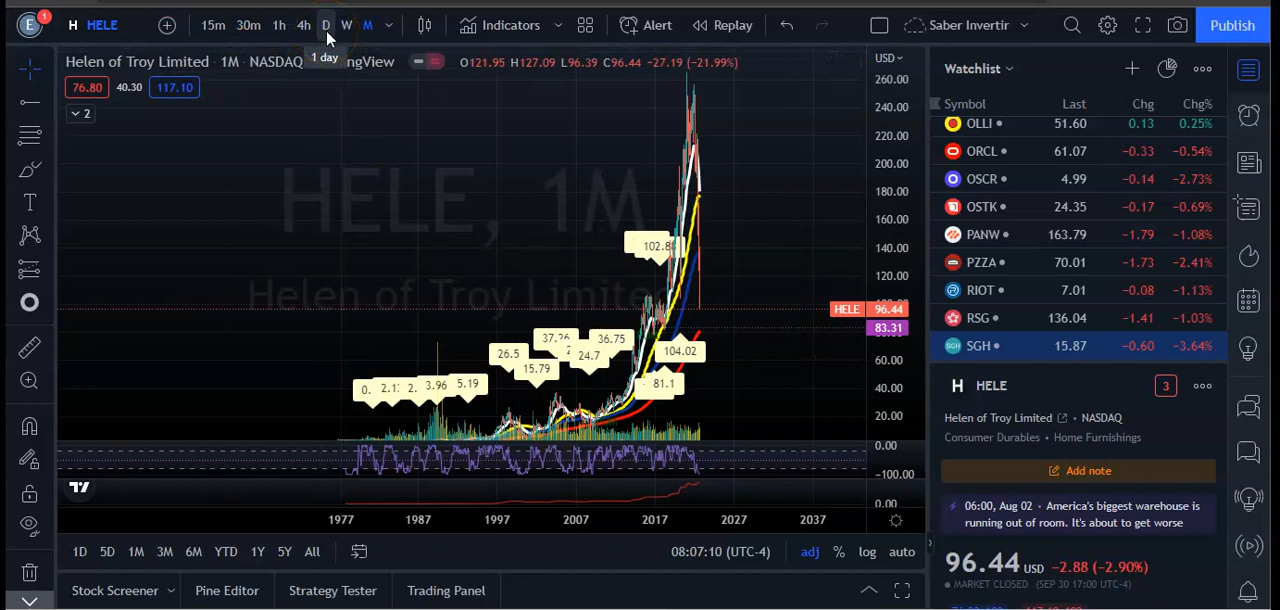 E 1 H HELE 15m 30m 1h 4h D W M Indicators Alert Replay Saber Invertir Publish
1 day
Helen of Troy Limited · 1M · NASDAQ ngView O121.95 H127.09 L96.39 C96.44 −27.19 (−21.99%) USD
76.80 40.30 117.10
2
HELE, 1M
Helen of Troy Limited
260.00
240.00
220.00
200.00
180.00
160.00
140.00
120.00
HELE 96.44
83.31
60.00
40.00
20.00
0.00
−100.00
0.00
102.8
37.26 36.75
26.5 24.7 104.02
15.79
0. 2.13 2. 3.96 5.19 81.1
1977 1987 1997 2007 2017 2027 2037
1D 5D 1M 3M 6M YTD 1Y 5Y All 08:07:10 (UTC-4) adj % log auto
Stock Screener Pine Editor Strategy Tester Trading Panel
Watchlist
Symbol Last Chg Chg%
OLLI 51.60 0.13 0.25%
ORCL 61.07 −0.33 −0.54%
OSCR 4.99 −0.14 −2.73%
OSTK 24.35 −0.17 −0.69%
PANW 163.79 −1.79 −1.08%
PZZA 70.01 −1.73 −2.41%
RIOT 7.01 −0.08 −1.13%
RSG 136.04 −1.41 −1.03%
SGH 15.87 −0.60 −3.64%
H HELE 3
Helen of Troy Limited • NASDAQ
Consumer Durables • Home Furnishings
Add note
06:00, Aug 02 • America's biggest warehouse is
running out of room. It's about to get worse
96.44 USD −2.88 (−2.90%)
MARKET CLOSED (SEP 30 17:00 UTC-4)